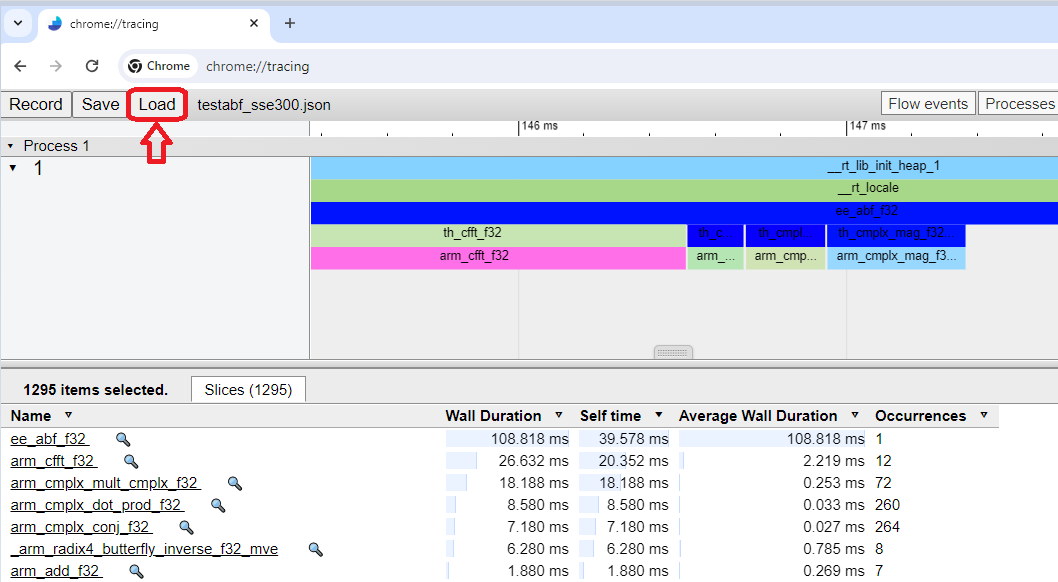 chrome://tracing
Chrome chrome://tracing
Record Save Load testabf_sse300.json Flow events Processes
146 ms 147 ms
Process 1
1 __rt_lib_init_heap_1
__rt_locale
ee_abf_f32
th_cfft_f32 th_c... th_cmpl... th_cmplx_mag_f32...
arm_cfft_f32 arm_... arm_cmp... arm_cmplx_mag_f3...
1295 items selected. Slices (1295)
Name Wall Duration Self time Average Wall Duration Occurrences
ee_abf_f32 108.818 ms 39.578 ms 108.818 ms 1
arm_cfft_f32 26.632 ms 20.352 ms 2.219 ms 12
arm_cmplx_mult_cmplx_f32 18.188 ms 18.188 ms 0.253 ms 72
arm_cmplx_dot_prod_f32 8.580 ms 8.580 ms 0.033 ms 260
arm_cmplx_conj_f32 7.180 ms 7.180 ms 0.027 ms 264
_arm_radix4_butterfly_inverse_f32_mve 6.280 ms 6.280 ms 0.785 ms 8
arm_add_f32 1.880 ms 1.880 ms 0.269 ms 7